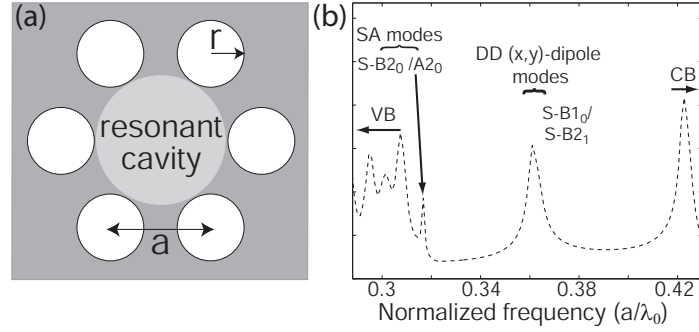 (a)
r
resonant
cavity
a
(b)
SA modes
S-B2₀ /A2₀
VB
DD (x,y)-dipole
modes
S-B1₀/
S-B2₁
CB
0.3 0.34 0.38 0.42
Normalized frequency (a/λ₀)